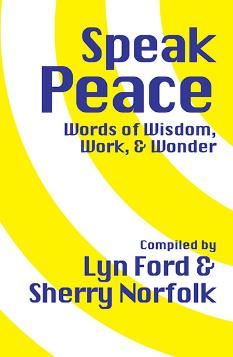 Speak
Peace
Words of Wisdom,
Work, & Wonder
Compiled by
Lyn Ford &
Sherry Norfolk